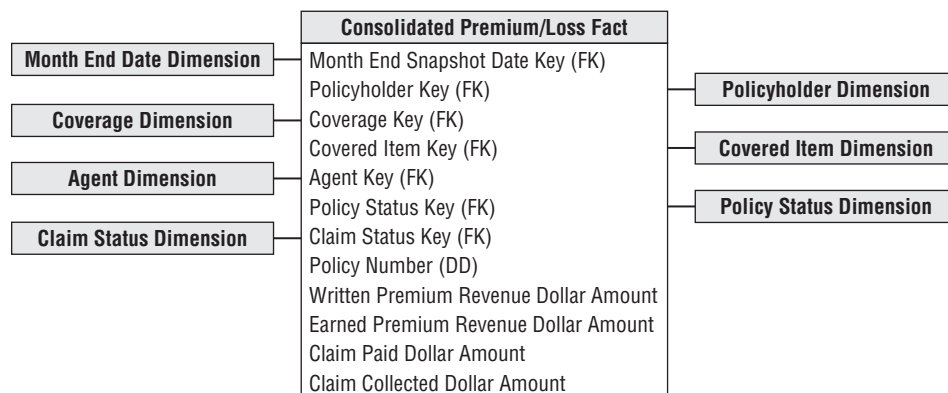 Consolidated Premium/Loss Fact
Month End Date Dimension
Month End Snapshot Date Key (FK)
Policyholder Key (FK)
Policyholder Dimension
Coverage Dimension
Coverage Key (FK)
Covered Item Key (FK)
Covered Item Dimension
Agent Dimension
Agent Key (FK)
Policy Status Key (FK)
Policy Status Dimension
Claim Status Dimension
Claim Status Key (FK)
Policy Number (DD)
Written Premium Revenue Dollar Amount
Earned Premium Revenue Dollar Amount
Claim Paid Dollar Amount
Claim Collected Dollar Amount